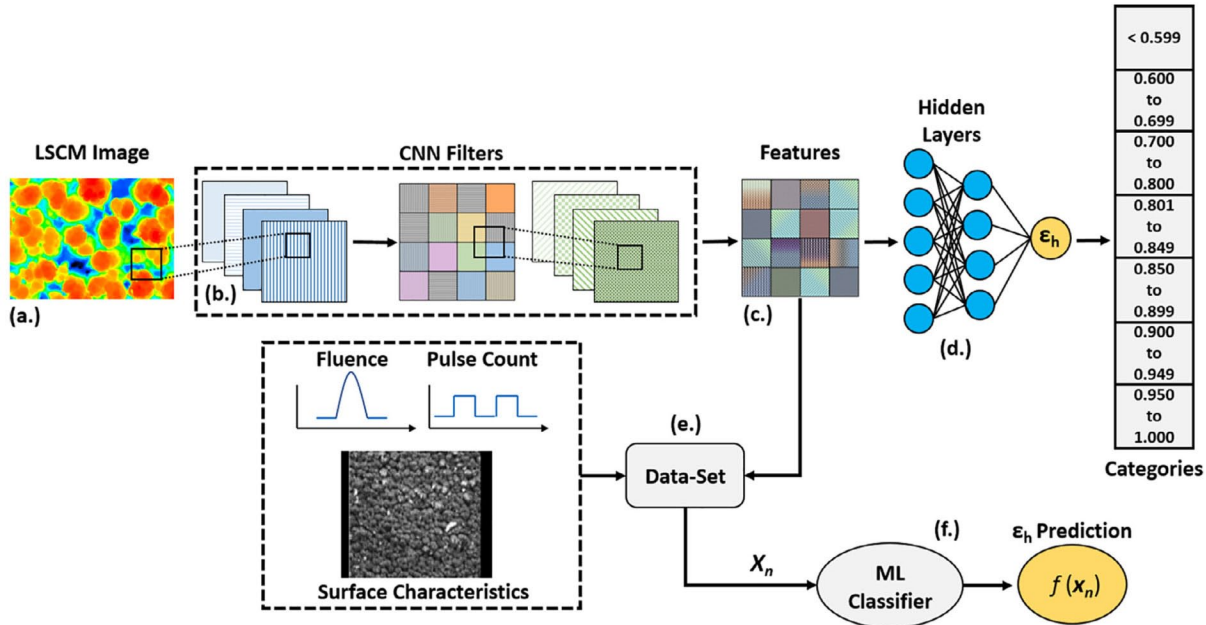 LSCM Image
(a.)
CNN Filters
(b.)
Features
(c.)
Hidden
Layers
(d.)
εh
< 0.599
0.600
to
0.699
0.700
to
0.800
0.801
to
0.849
0.850
to
0.899
0.900
to
0.949
0.950
to
1.000
Categories
Fluence
Pulse Count
Surface Characteristics
(e.)
Data-Set
Xn
(f.)
ML
Classifier
εh Prediction
f (xn)